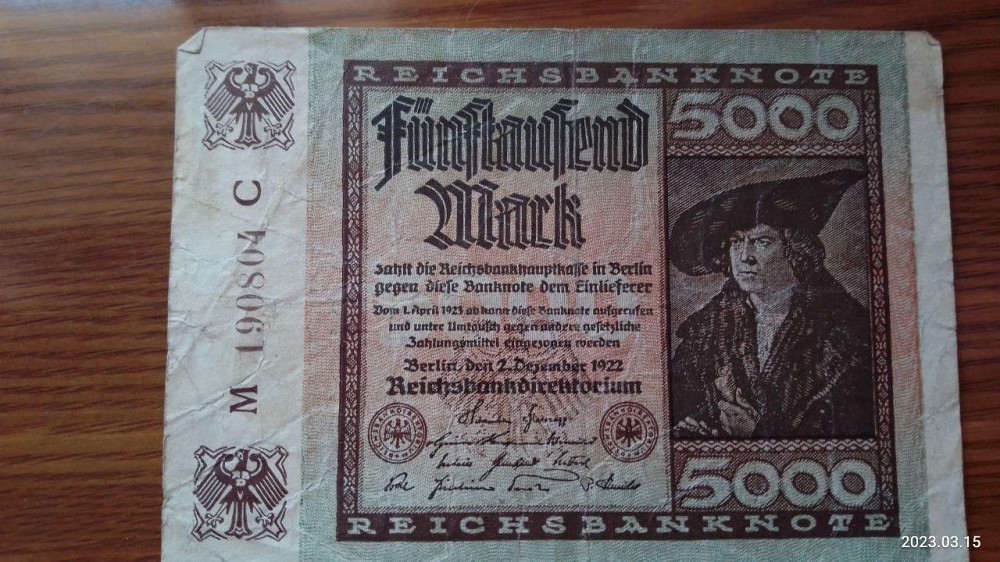 REICHSBANKNOTE
5000
Fünftausend
Mark
zahlt die Reichsbankhauptkasse in Berlin
gegen diese Banknote dem Einlieferer
Vom 1. April 1923 ab kann diese Banknote aufgerufen
und unter Umtausch gegen andere gesetzliche
Zahlungsmittel eingezogen werden
Berlin, den 2. Dezember 1922
Reichsbankdirektorium
5000
REICHSBANKNOTE
M 190804 C
2023.03.15